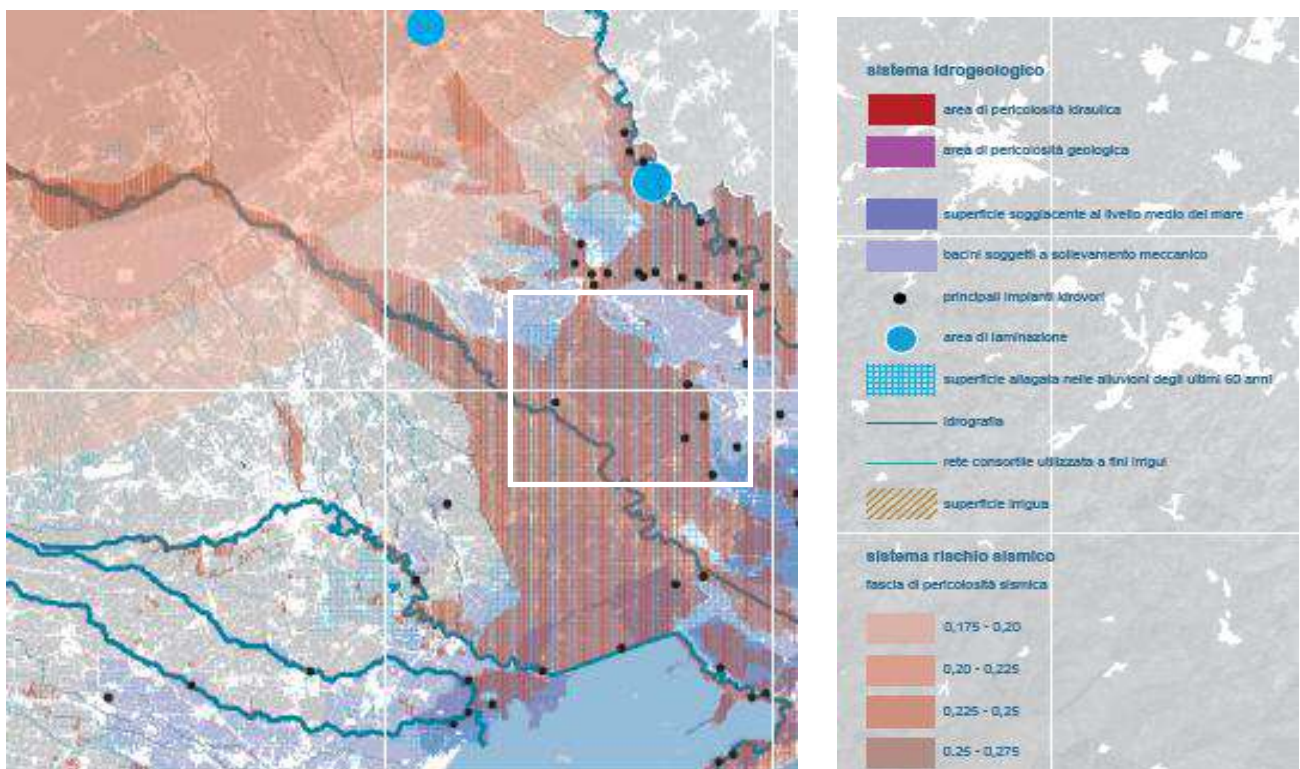 sistema idrogeologico
area di pericolosità idraulica
area di pericolosità geologica
superficie soggiacente al livello medio del mare
bacini soggetti a sollevamento meccanico
principali impianti idrovori
area di laminazione
superficie allagata nelle alluvioni degli ultimi 60 anni
idrografia
rete consortile utilizzata a fini irrigui
superficie irrigua
sistema rischio sismico
fascia di pericolosità sismica
0,175 - 0,20
0,20 - 0,225
0,225 - 0,25
0,25 - 0,275